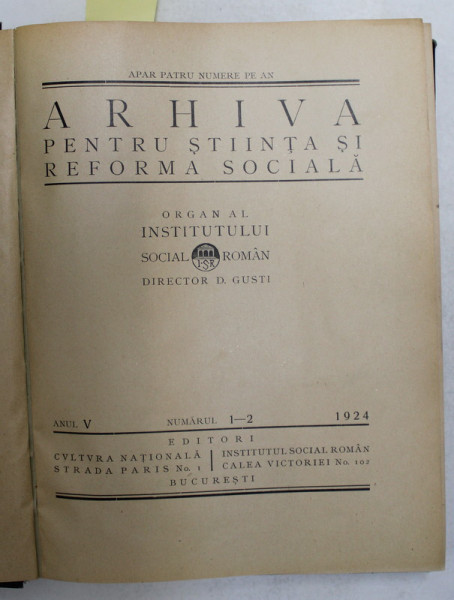 APAR PATRU NUMERE PE AN
ARHIVA
PENTRU ȘTIINȚA ȘI
REFORMA SOCIALĂ
ORGAN AL
INSTITUTULUI
SOCIAL I·S·R ROMÂN
DIRECTOR D. GUSTI
ANUL V NUMĂRUL 1—2 1924
EDITORI
CVLTVRA NAȚIONALĂ | INSTITUTUL SOCIAL ROMÂN
STRADA PARIS No. 1 | CALEA VICTORIEI No. 102
BUCUREȘTI